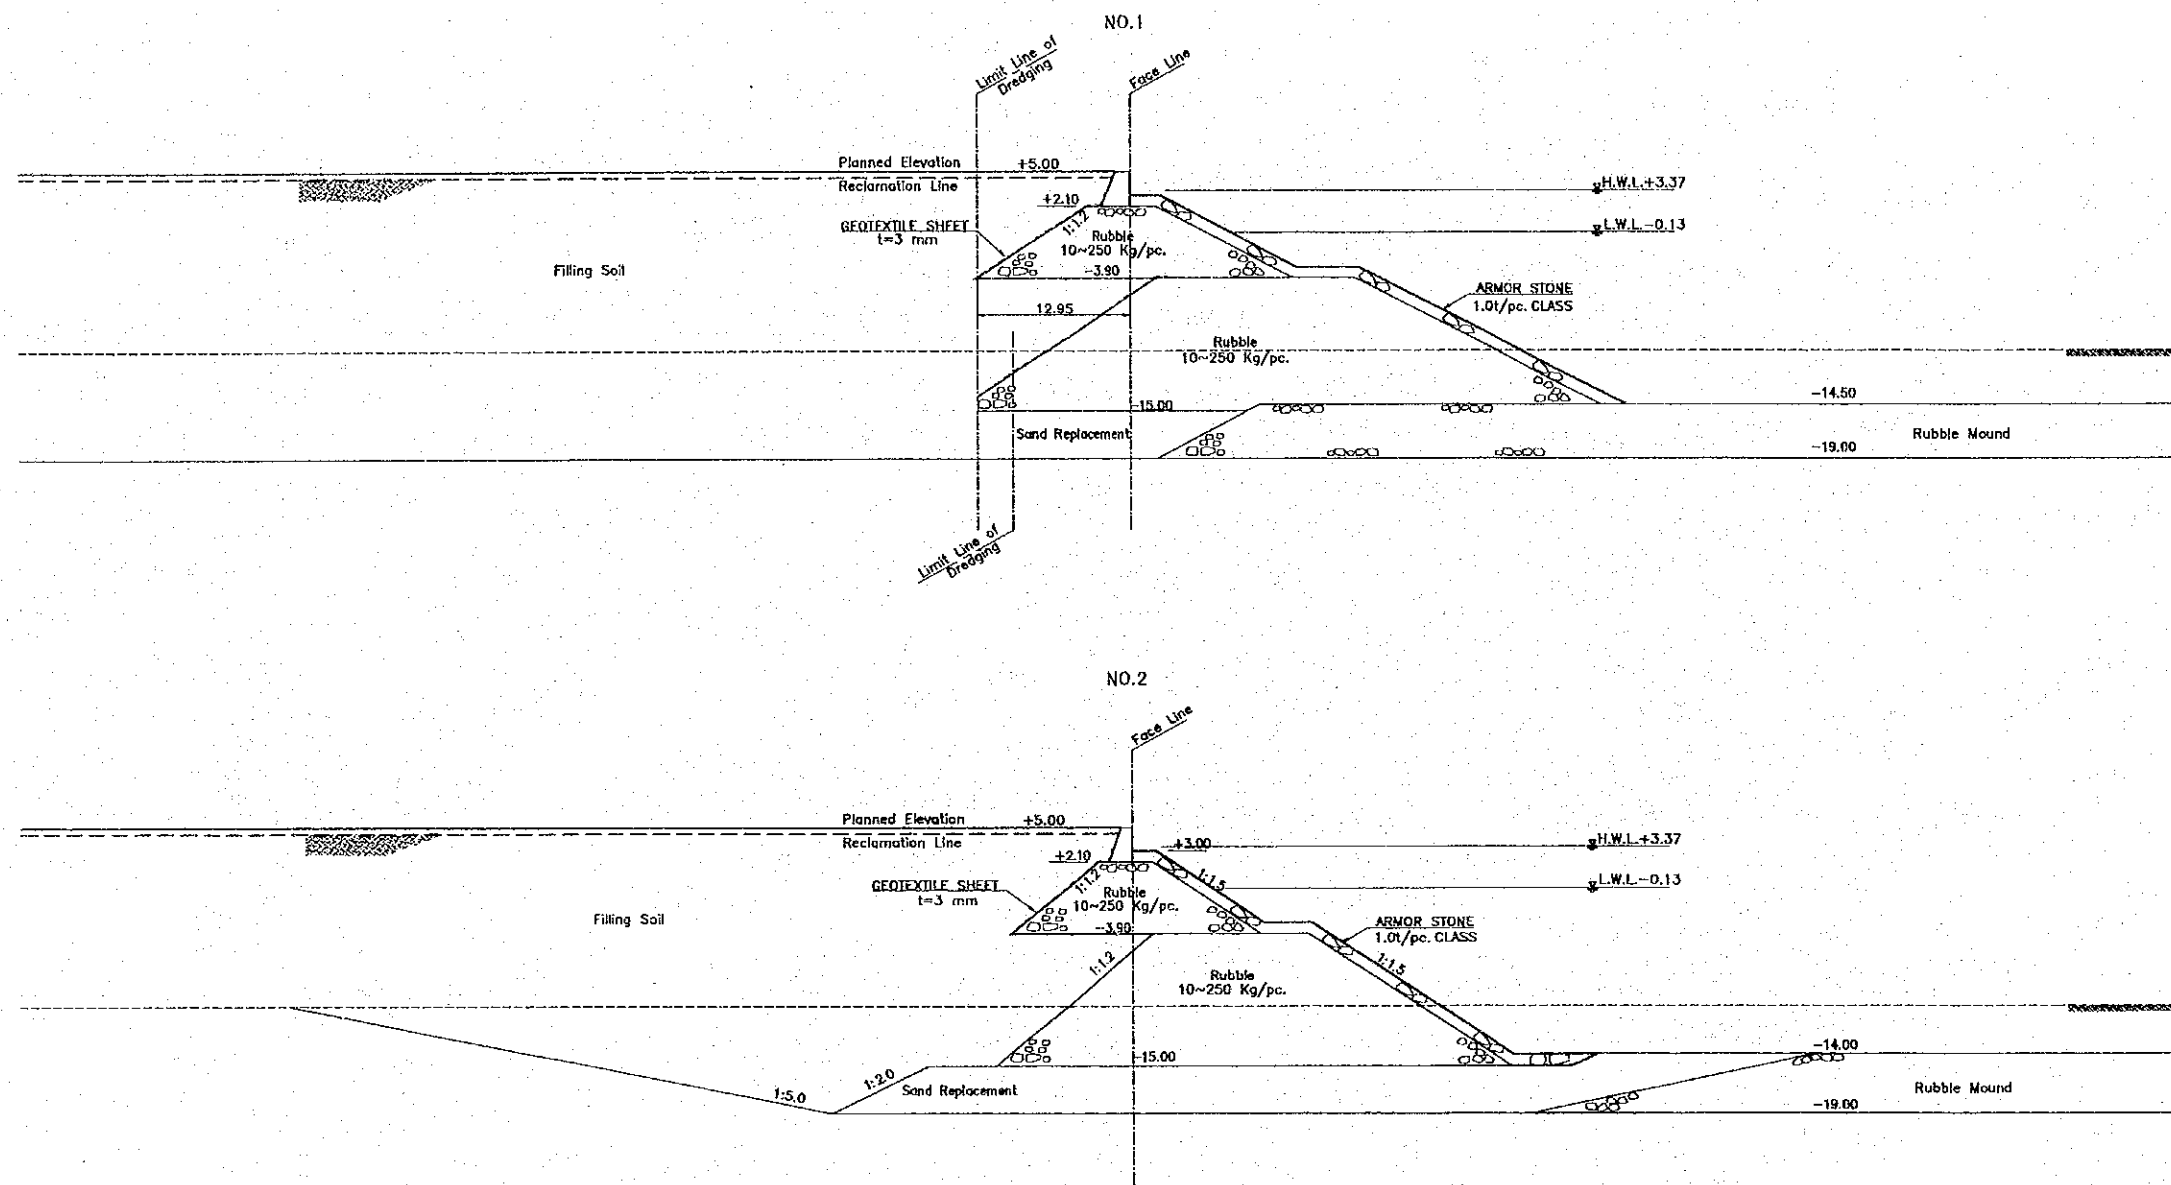 NO.1
Limit Line of
Dredging
Face Line
Planned Elevation
+5.00
Reclamation Line
H.W.L.+3.37
+2.10
GEOTEXTILE SHEET
t=3 mm
1:1.2
L.W.L.-0.13
Rubble
10~250 Kg/pc.
Filling Soil
-3.90
ARMOR STONE
1.0t/pc. CLASS
12.95
Rubble
10~250 Kg/pc.
-14.50
-15.00
Sand Replacement
Rubble Mound
-19.00
Limit Line of
Dredging
NO.2
Face Line
Planned Elevation
+5.00
Reclamation Line
+3.00
H.W.L.+3.37
+2.10
GEOTEXTILE SHEET
t=3 mm
1:1.2
1:1.5
L.W.L.-0.13
Rubble
10~250 Kg/pc.
Filling Soil
-3.90
ARMOR STONE
1.0t/pc. CLASS
1:1.2
1:1.5
Rubble
10~250 Kg/pc.
-14.00
-15.00
1:5.0
1:2.0
Sand Replacement
Rubble Mound
-19.00